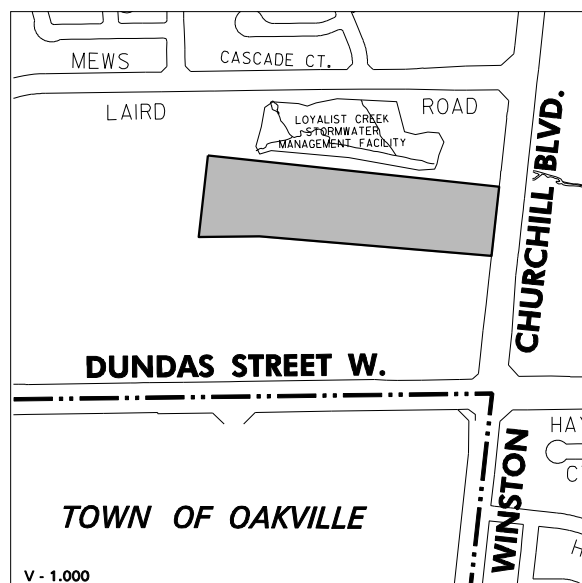 MEWS
CASCADE CT.
LAIRD ROAD
LOYALIST CREEK
STORMWATER
MANAGEMENT FACILITY
WINSTON CHURCHILL BLVD.
DUNDAS STREET W.
HA
C
H
TOWN OF OAKVILLE
V - 1.000